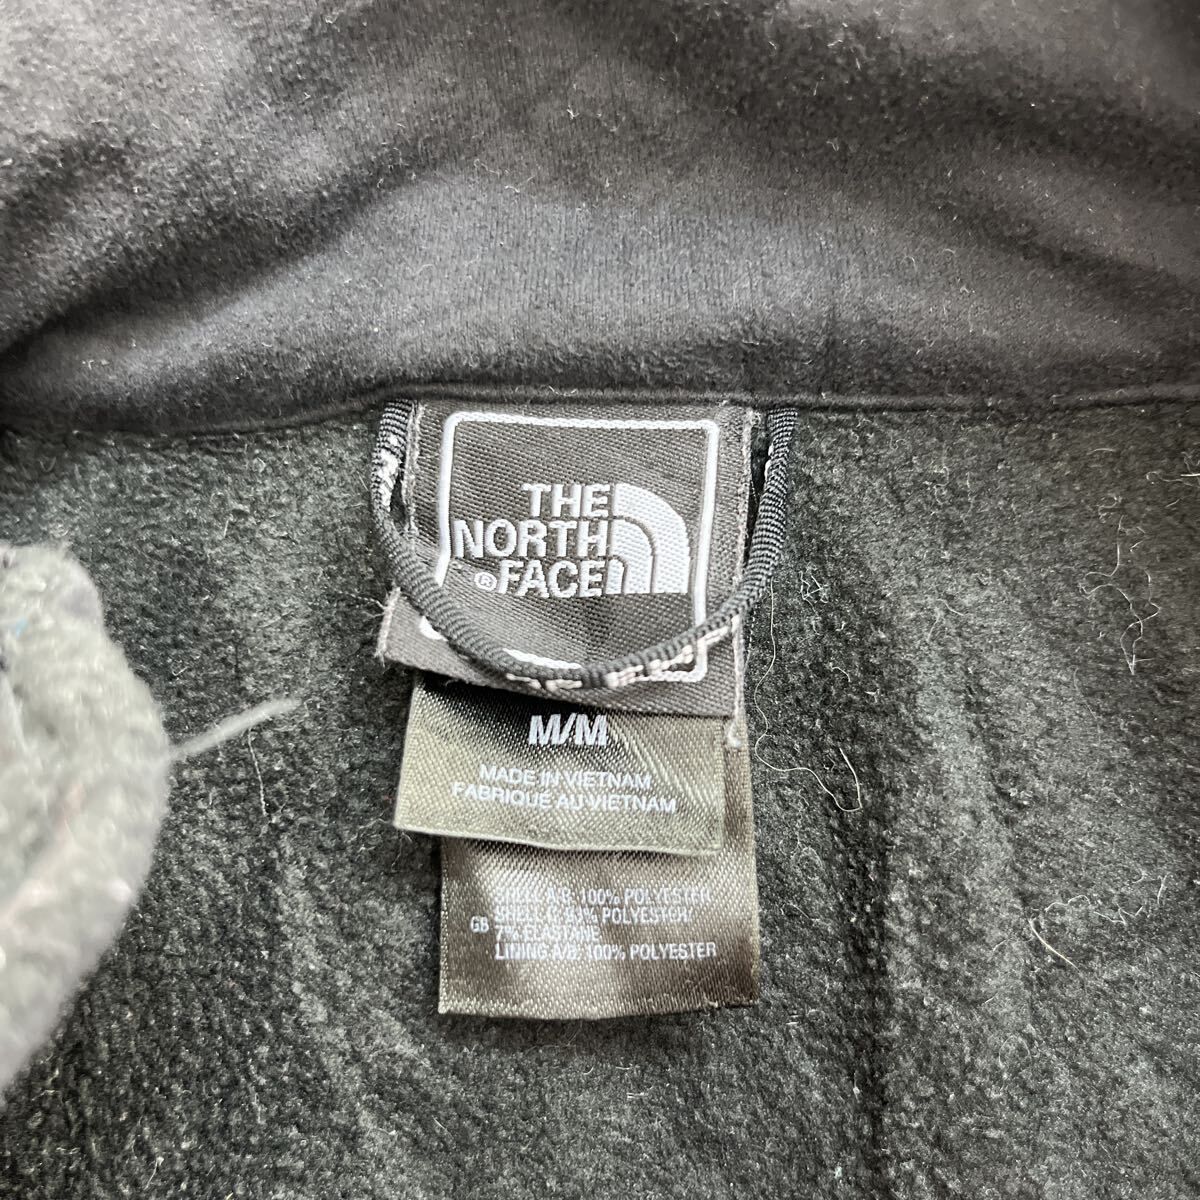 THE
NORTH
® FACE
M/M
MADE IN VIETNAM
FABRIQUÉ AU VIETNAM
SHELL A/B: 100% POLYESTER
SHELL C: 93% POLYESTER/
GB 7% ELASTANE
LINING A/B: 100% POLYESTER